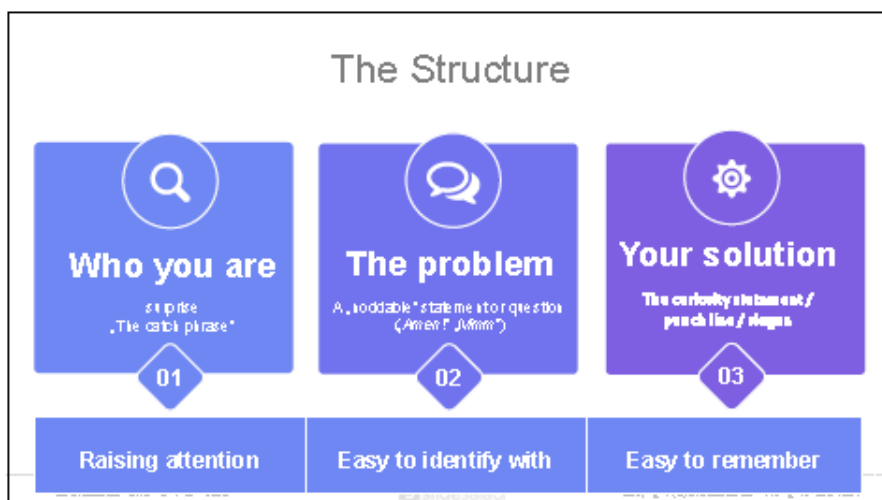 The Structure
Who you are
surprise
„The catch phrase"
01
Raising attention
The problem
A „noddable" statement or question
(„Amen!" „Mmm")
02
Easy to identify with
Your solution
The curiosity statement /
punch line / slogan
03
Easy to remember